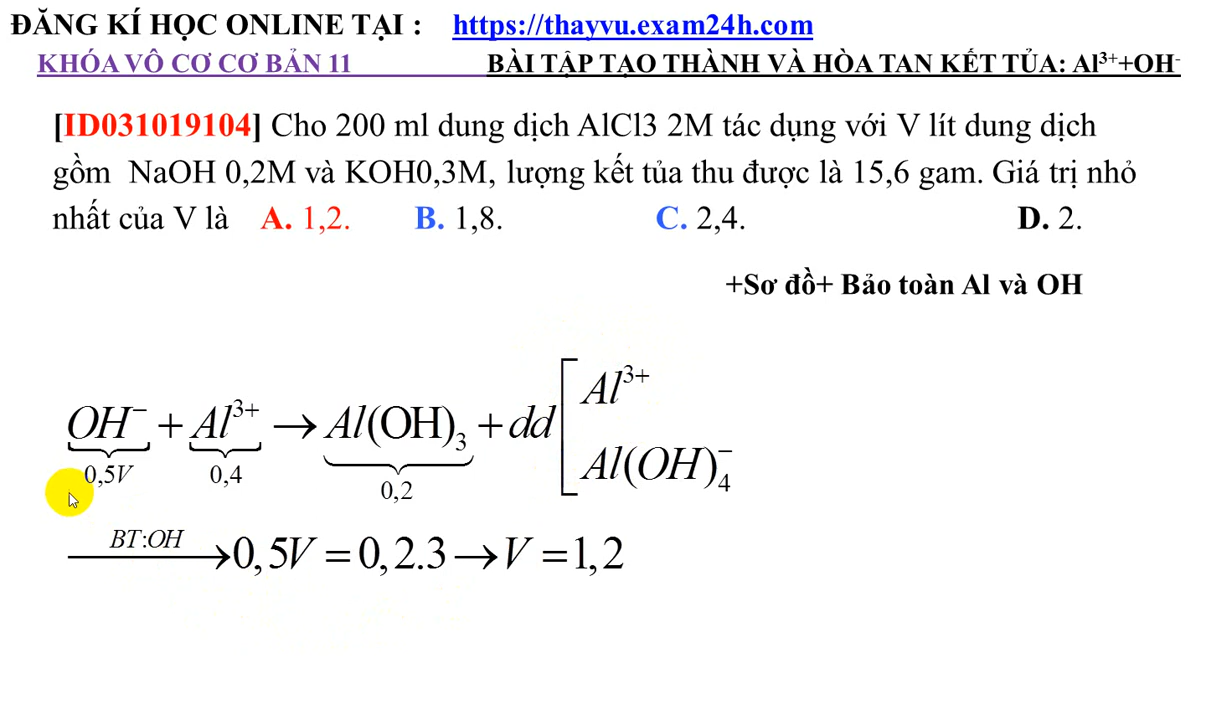 ĐĂNG KÍ HỌC ONLINE TẠI : https://thayvu.exam24h.com
KHÓA VÔ CƠ CƠ BẢN 11 BÀI TẬP TẠO THÀNH VÀ HÒA TAN KẾT TỦA: Al³⁺+OH⁻
[ID031019104] Cho 200 ml dung dịch AlCl3 2M tác dụng với V lít dung dịch
gồm NaOH 0,2M và KOH0,3M, lượng kết tủa thu được là 15,6 gam. Giá trị nhỏ
nhất của V là A. 1,2. B. 1,8. C. 2,4. D. 2.
+Sơ đồ+ Bảo toàn Al và OH
Al³⁺
OH⁻ + Al³⁺ → Al(OH)₃ + dd
Al(OH)₄⁻
0,5V 0,4 0,2
BT:OH
→ 0,5V = 0,2.3 → V = 1,2